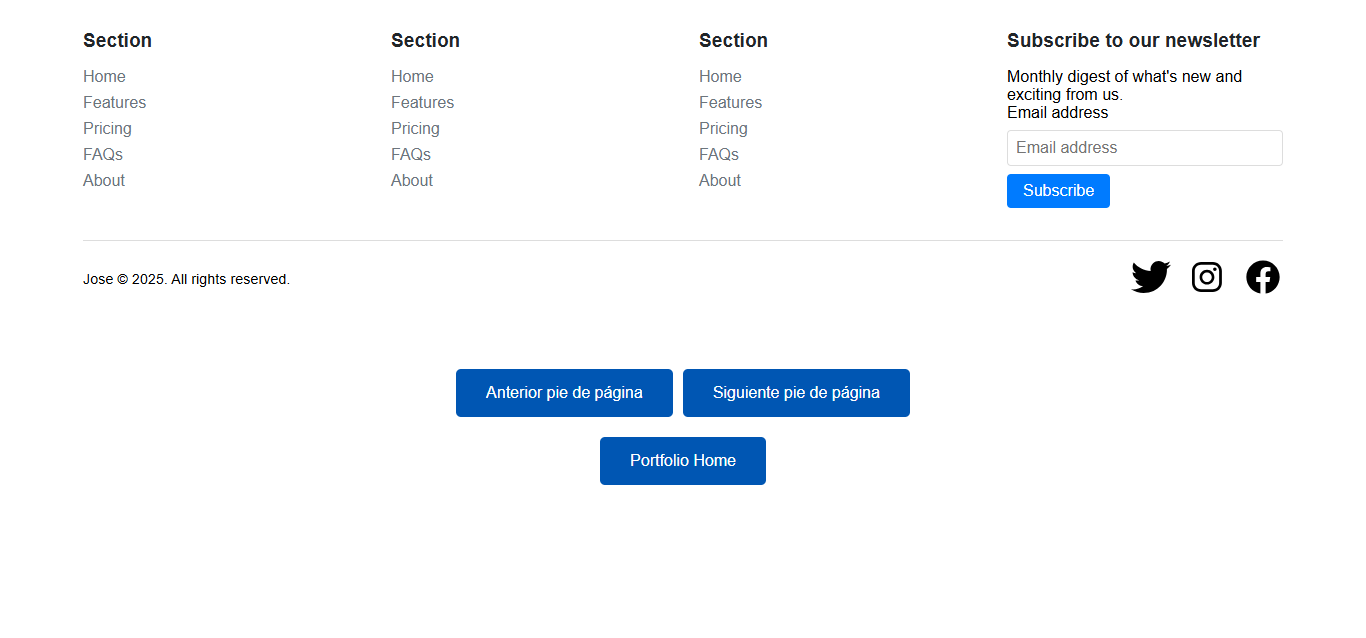 Section
Home
Features
Pricing
FAQs
About
Section
Home
Features
Pricing
FAQs
About
Section
Home
Features
Pricing
FAQs
About
Subscribe to our newsletter
Monthly digest of what's new and
exciting from us.
Email address
Email address
Subscribe
Jose © 2025. All rights reserved.
Anterior pie de página
Siguiente pie de página
Portfolio Home